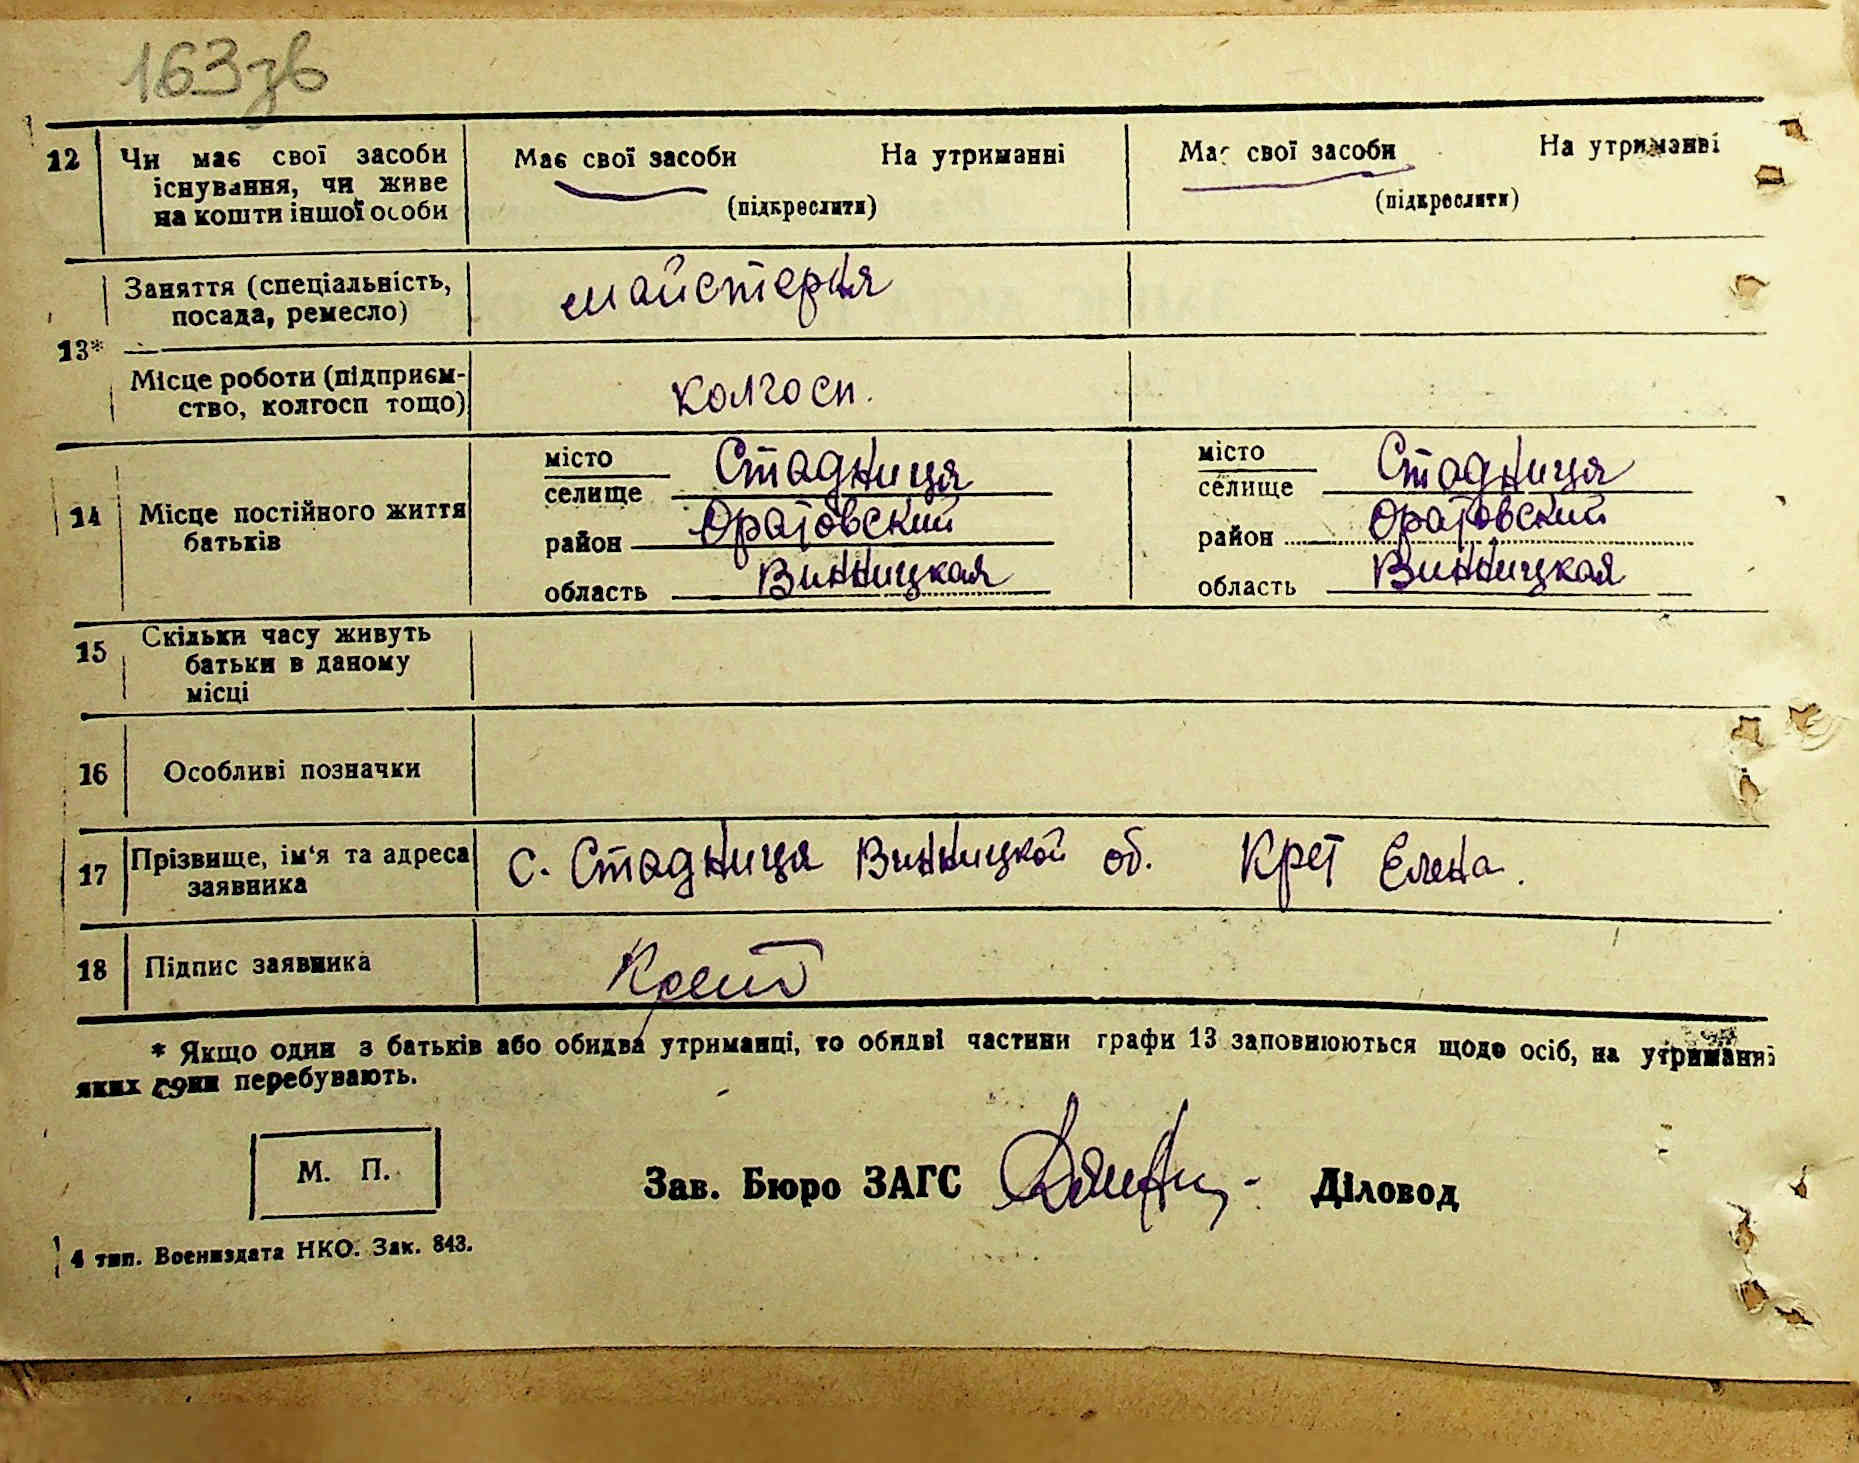 163зв
12 Чи має свої засоби Має свої засоби На утриманні Має свої засоби На утриманні
існування, чи живе
на кошти іншої особи (підкреслити) (підкреслити)
Заняття (спеціальність, майстерня
посада, ремесло)
13*
Місце роботи (підприєм- колгосп.
ство, колгосп тощо)
місто Стадница місто Стадница
селище селище
14 Місце постійного життя
батьків
район Оратовский район Оратовский
область Винницкая область Винницкая
15 Скільки часу живуть
батьки в даному
місці
16 Особливі позначки
17 Прізвище, ім'я та адреса с. Стадница Винницкой об. Крет Елена.
заявника
18 Підпис заявника Крет
* Якщо один з батьків або обидва утриманці, то обидві частини графи 13 заповнюються щодо осіб, на утриманні
яких вони перебувають.
М. П.
Зав. Бюро ЗАГС Діловод
4 тип. Воениздата НКО. Зак. 843.